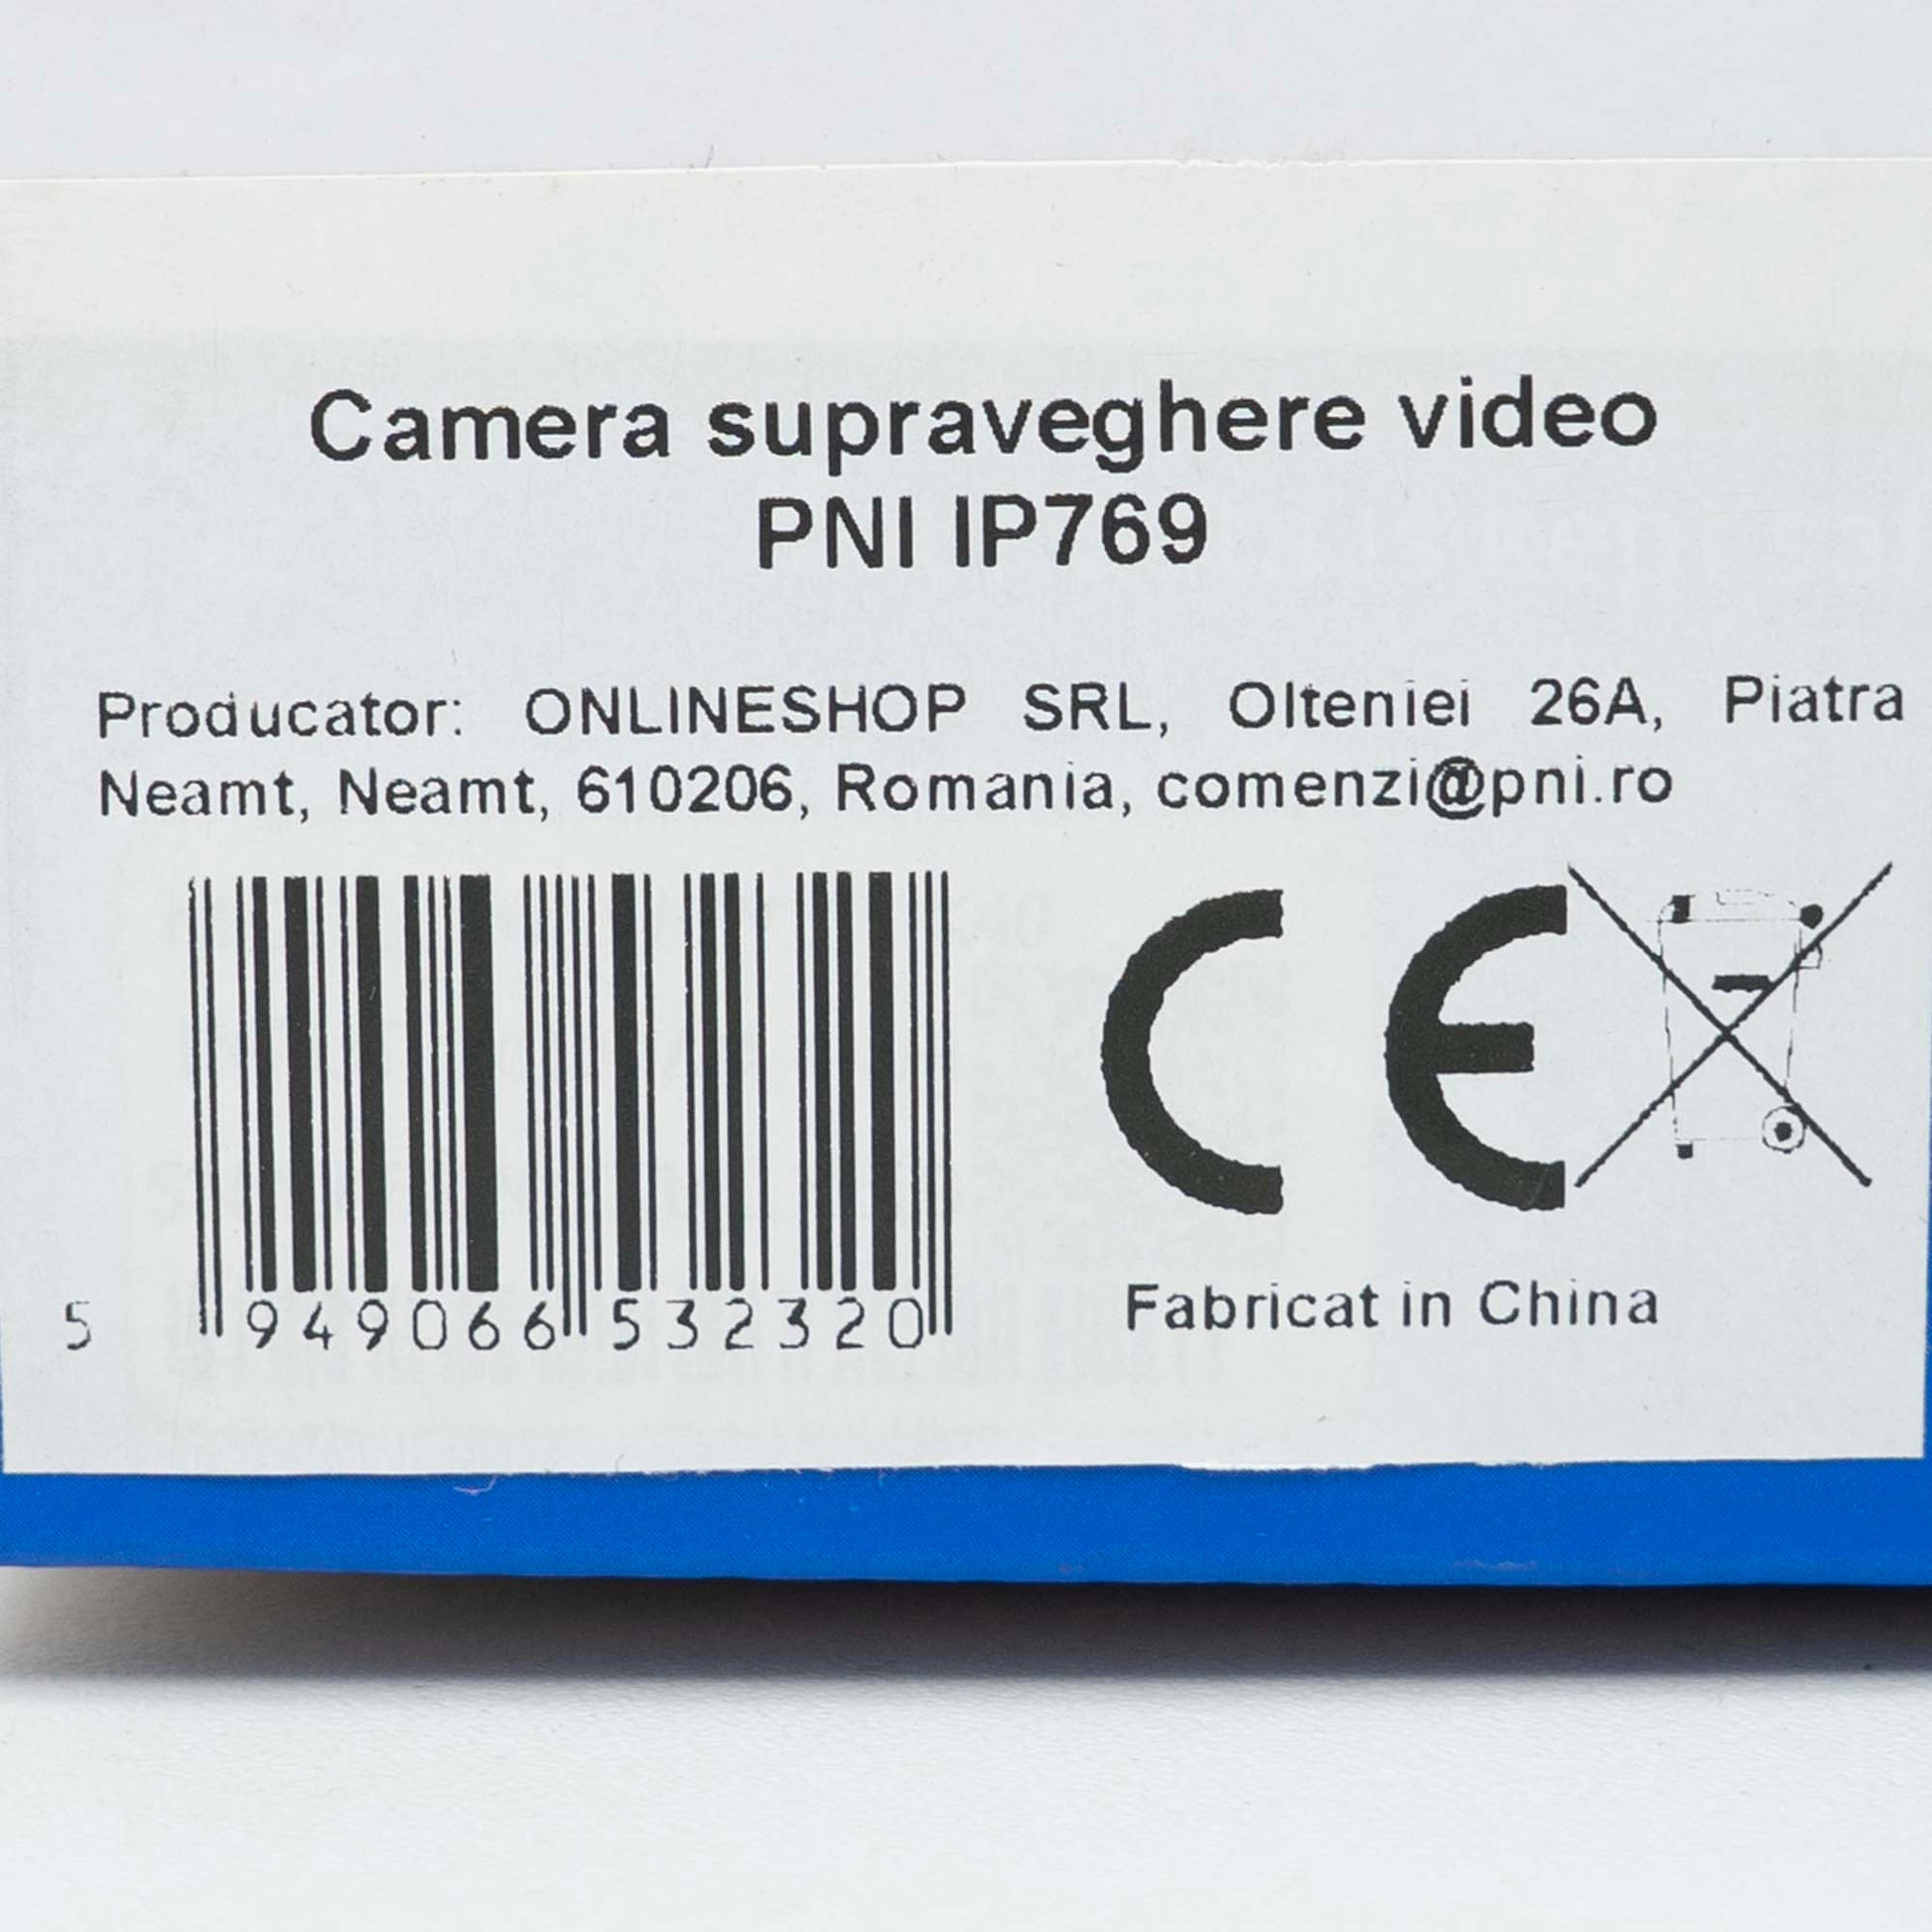 Camera supraveghere video
PNI IP769
Producator: ONLINESHOP SRL, Olteniei 26A, Piatra
Neamt, Neamt, 610206, Romania, comenzi@pni.ro
CE
5 949066 532320
Fabricat in China